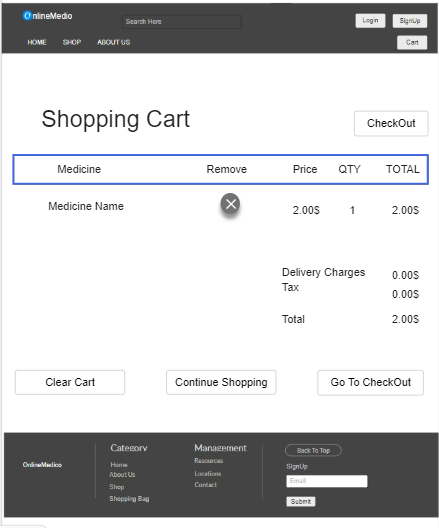 OnlineMedio
Search Here
Login
SignUp
HOME
SHOP
ABOUT US
Cart
Shopping Cart
CheckOut
Medicine Remove Price QTY TOTAL
Medicine Name 2.00$ 1 2.00$
Delivery Charges 0.00$
Tax 0.00$
Total 2.00$
Clear Cart
Continue Shopping
Go To CheckOut
OnlineMedico
Category
Home
About Us
Shop
Shopping Bag
Management
Resources
Locations
Contact
Back To Top
SignUp
Email
Submit